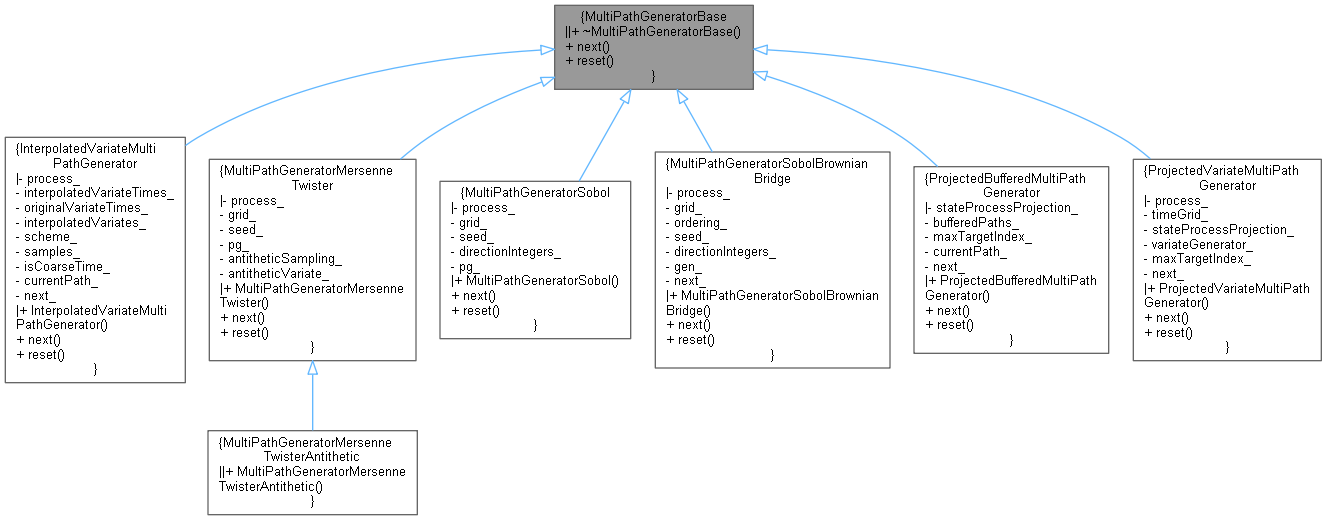 {MultiPathGeneratorBase
||+ ~MultiPathGeneratorBase()
+ next()
+ reset()
}
{InterpolatedVariateMulti
PathGenerator
|- process_
- interpolatedVariateTimes_
- originalVariateTimes_
- interpolatedVariates_
- scheme_
- samples_
- isCoarseTime_
- currentPath_
- next_
|+ InterpolatedVariateMulti
PathGenerator()
+ next()
+ reset()
}
{MultiPathGeneratorMersenne
Twister
|- process_
- grid_
- seed_
- pg_
- antitheticSampling_
- antitheticVariate_
|+ MultiPathGeneratorMersenne
Twister()
+ next()
+ reset()
}
{MultiPathGeneratorSobol
|- process_
- grid_
- seed_
- directionIntegers_
- pg_
|+ MultiPathGeneratorSobol()
+ next()
+ reset()
}
{MultiPathGeneratorSobolBrownian
Bridge
|- process_
- grid_
- ordering_
- seed_
- directionIntegers_
- gen_
- next_
|+ MultiPathGeneratorSobolBrownian
Bridge()
+ next()
+ reset()
}
{ProjectedBufferedMultiPath
Generator
|- stateProcessProjection_
- bufferedPaths_
- maxTargetIndex_
- currentPath_
- next_
|+ ProjectedBufferedMultiPath
Generator()
+ next()
+ reset()
}
{ProjectedVariateMultiPath
Generator
|- process_
- timeGrid_
- stateProcessProjection_
- variateGenerator_
- maxTargetIndex_
- next_
|+ ProjectedVariateMultiPath
Generator()
+ next()
+ reset()
}
{MultiPathGeneratorMersenne
TwisterAntithetic
||+ MultiPathGeneratorMersenne
TwisterAntithetic()
}